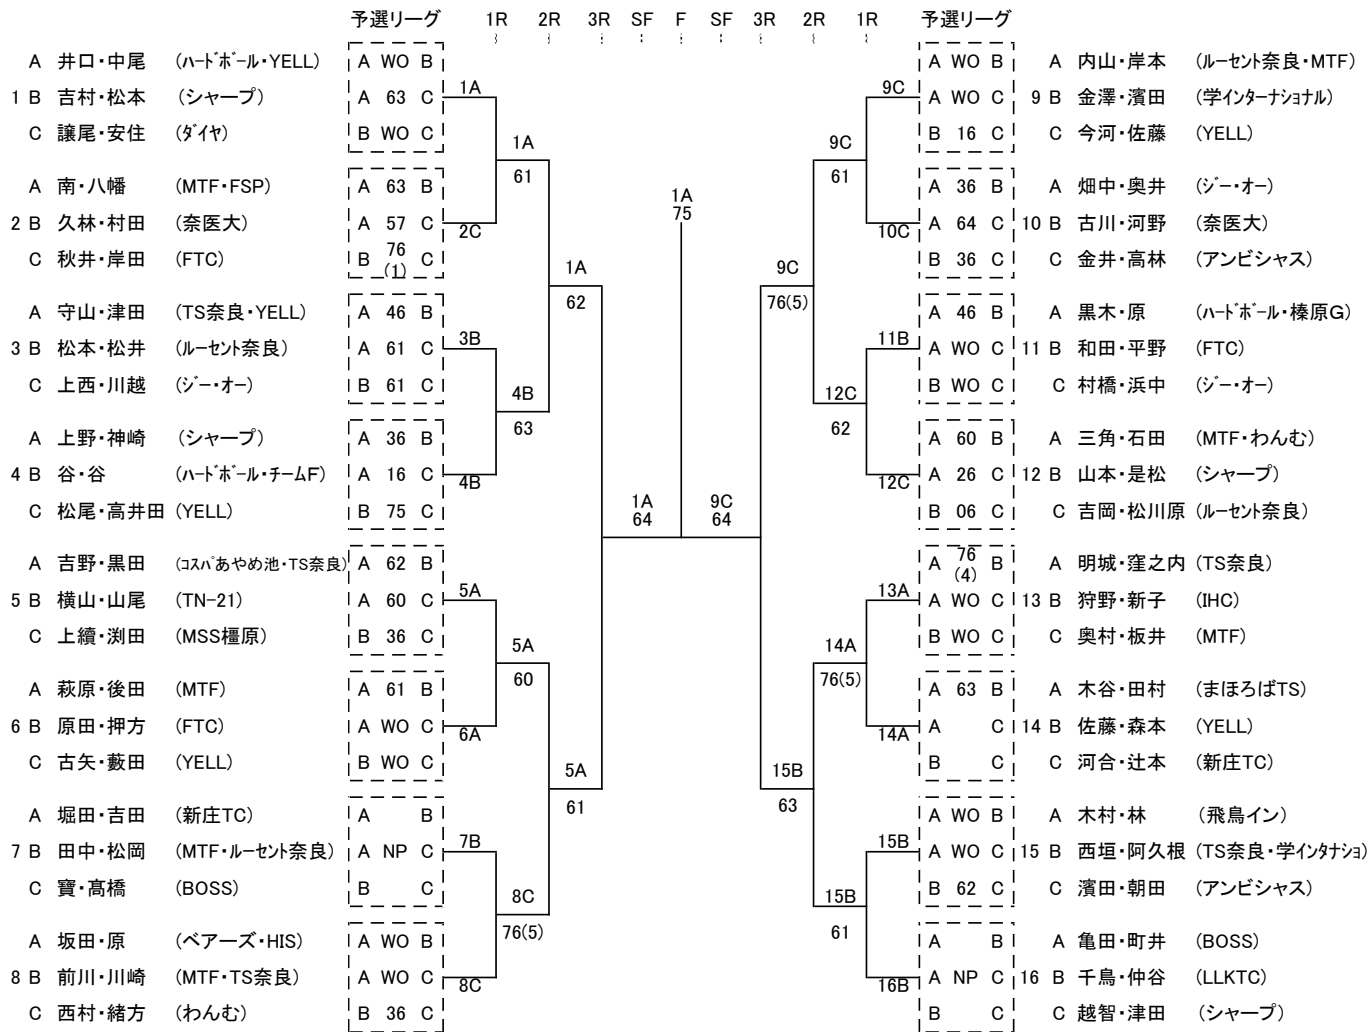 予選リーグ 1R 2R 3R SF F SF 3R 2R 1R 予選リーグ
A 井口・中尾 (ハードボール・YELL) A WO B
1 B 吉村・松本 (シャープ) A 63 C 1A
C 譲尾・安住 (ダイヤ) B WO C
1A
61
A 南・八幡 (MTF・FSP) A 63 B
2 B 久林・村田 (奈医大) A 57 C 2C
C 秋井・岸田 (FTC) B 76(1) C
1A
62
A 守山・津田 (TS奈良・YELL) A 46 B
3 B 松本・松井 (ルーセント奈良) A 61 C 3B
C 上西・川越 (ジー・オー) B 61 C
4B
63
A 上野・神崎 (シャープ) A 36 B
4 B 谷・谷 (ハードボール・チームF) A 16 C 4B
C 松尾・高井田 (YELL) B 75 C
1A
64
A 吉野・黒田 (コスパあやめ池・TS奈良) A 62 B
5 B 横山・山尾 (TN-21) A 60 C 5A
C 上續・渕田 (MSS橿原) B 36 C
5A
60
A 萩原・後田 (MTF) A 61 B
6 B 原田・押方 (FTC) A WO C 6A
C 古矢・藪田 (YELL) B WO C
5A
61
A 堀田・吉田 (新庄TC) A B
7 B 田中・松岡 (MTF・ルーセント奈良) A NP C 7B
C 寶・髙橋 (BOSS) B C
8C
76(5)
A 坂田・原 (ベアーズ・HIS) A WO B
8 B 前川・川崎 (MTF・TS奈良) A WO C 8C
C 西村・緒方 (わんむ) B 36 C
1A
75
A WO B A 内山・岸本 (ルーセント奈良・MTF)
9C A WO C 9 B 金澤・濱田 (学インターナショナル)
B 16 C C 今河・佐藤 (YELL)
9C
61
A 36 B A 畑中・奥井 (ジー・オー)
10C A 64 C 10 B 古川・河野 (奈医大)
B 36 C C 金井・高林 (アンビシャス)
9C
76(5)
A 46 B A 黒木・原 (ハードボール・榛原G)
11B A WO C 11 B 和田・平野 (FTC)
B WO C C 村橋・浜中 (ジー・オー)
12C
62
A 60 B A 三角・石田 (MTF・わんむ)
12C A 26 C 12 B 山本・是松 (シャープ)
B 06 C C 吉岡・松川原 (ルーセント奈良)
9C
64
A 76(4) B A 明城・窪之内 (TS奈良)
13A A WO C 13 B 狩野・新子 (IHC)
B WO C C 奥村・板井 (MTF)
14A
76(5)
A 63 B A 木谷・田村 (まほろばTS)
14A A C 14 B 佐藤・森本 (YELL)
B C C 河合・辻本 (新庄TC)
15B
63
A WO B A 木村・林 (飛鳥イン)
15B A WO C 15 B 西垣・阿久根 (TS奈良・学インタナショ)
B 62 C C 濱田・朝田 (アンビシャス)
15B
61
A B A 亀田・町井 (BOSS)
16B A NP C 16 B 千鳥・仲谷 (LLKTC)
B C C 越智・津田 (シャープ)